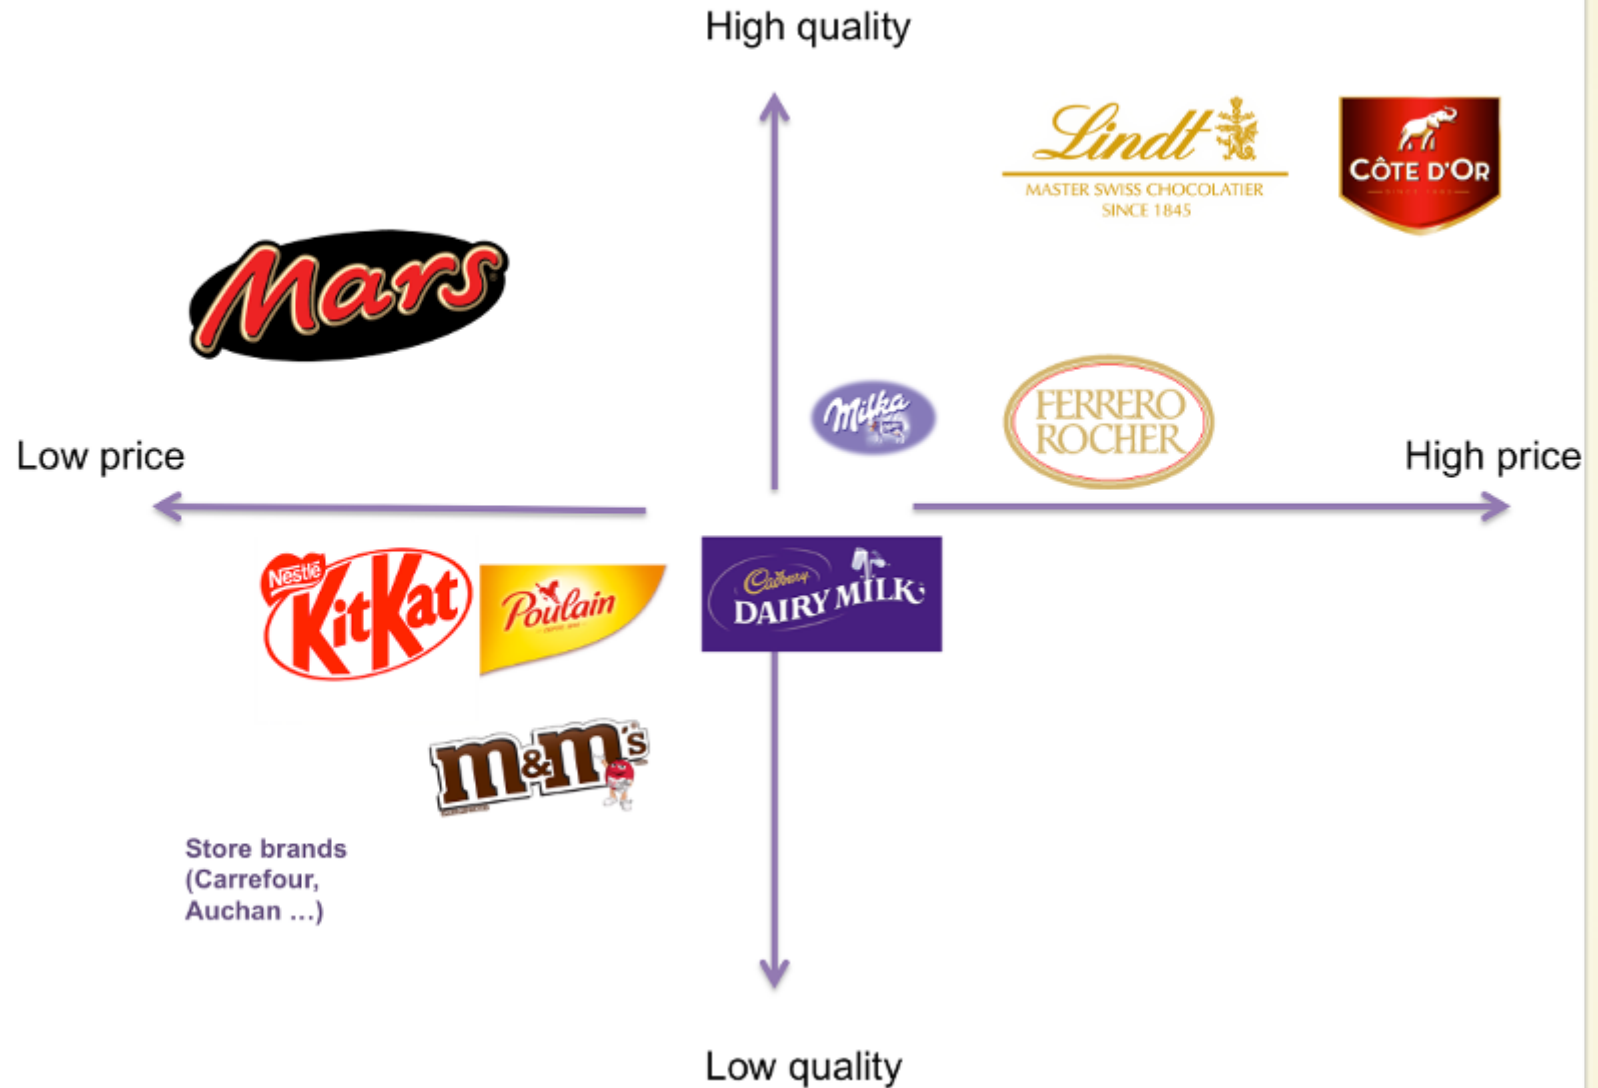 High quality
Lindt
MASTER SWISS CHOCOLATIER
SINCE 1845
CÔTE D'OR
Mars
Milka
FERRERO
ROCHER
Low price
High price
Nestlé
KitKat
Poulain
Cadbury
DAIRY MILK
m&m's
Store brands
(Carrefour,
Auchan ...)
Low quality